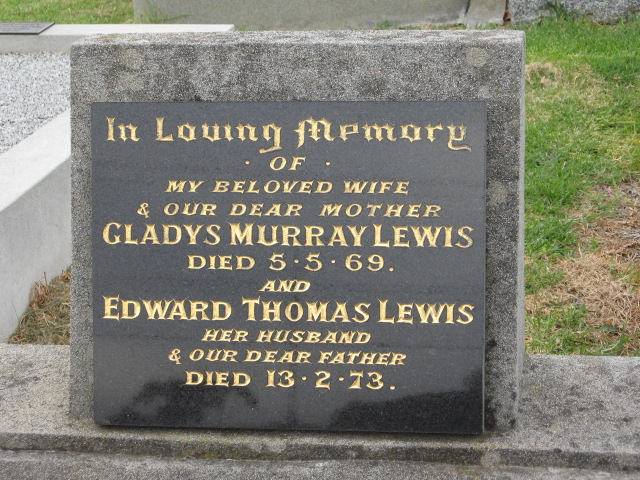 In Loving Memory
· OF ·
MY BELOVED WIFE
& OUR DEAR MOTHER
GLADYS MURRAY LEWIS
DIED 5·5·69.
AND
EDWARD THOMAS LEWIS
HER HUSBAND
& OUR DEAR FATHER
DIED 13·2·73.